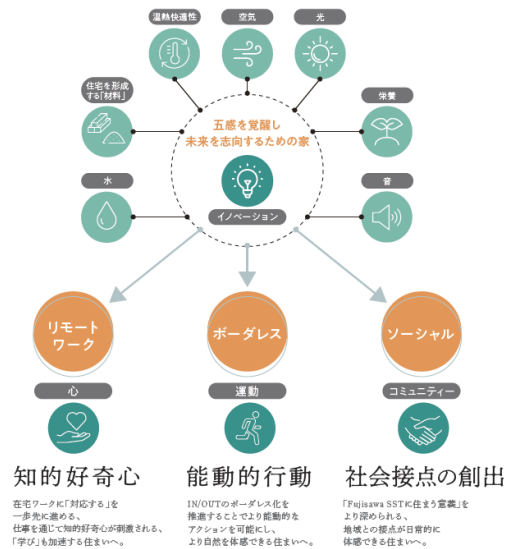 温熱快適性
空気
光
住宅を形成
する「材料」
栄養
五感を覚醒し
未来を志向するための家
水
音
イノベーション
リモート
ワーク
ボーダレス
ソーシャル
心
運動
コミュニティー
知的好奇心
能動的行動
社会接点の創出
在宅ワークに「対応する」を
一歩先に進める、
仕事を通じて知的好奇心が刺激される、
「学び」も加速する住まいへ。
IN/OUTのボーダレス化を
推進することでより能動的な
アクションを可能にし、
より自然を体感できる住まいへ。
「Fujisawa SSTに住まう意義」を
より深められる、
地域との接点が日常的に
体感できる住まいへ。